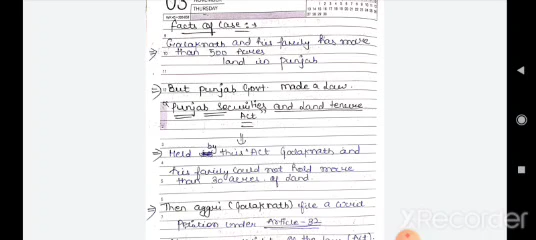 03
THURSDAY
Facts of Case :-
Golaknath and his family has more
than 500 Acres
land in punjab
But punjab Govt. made a law.
"Punjab Securities and Land tenure
Act"
Held by this Act Golaknath and
his family could not hold more
than 30 acres of land.
Then aggri (Golaknath) file a writ
Petition under Article-32
XRecorder